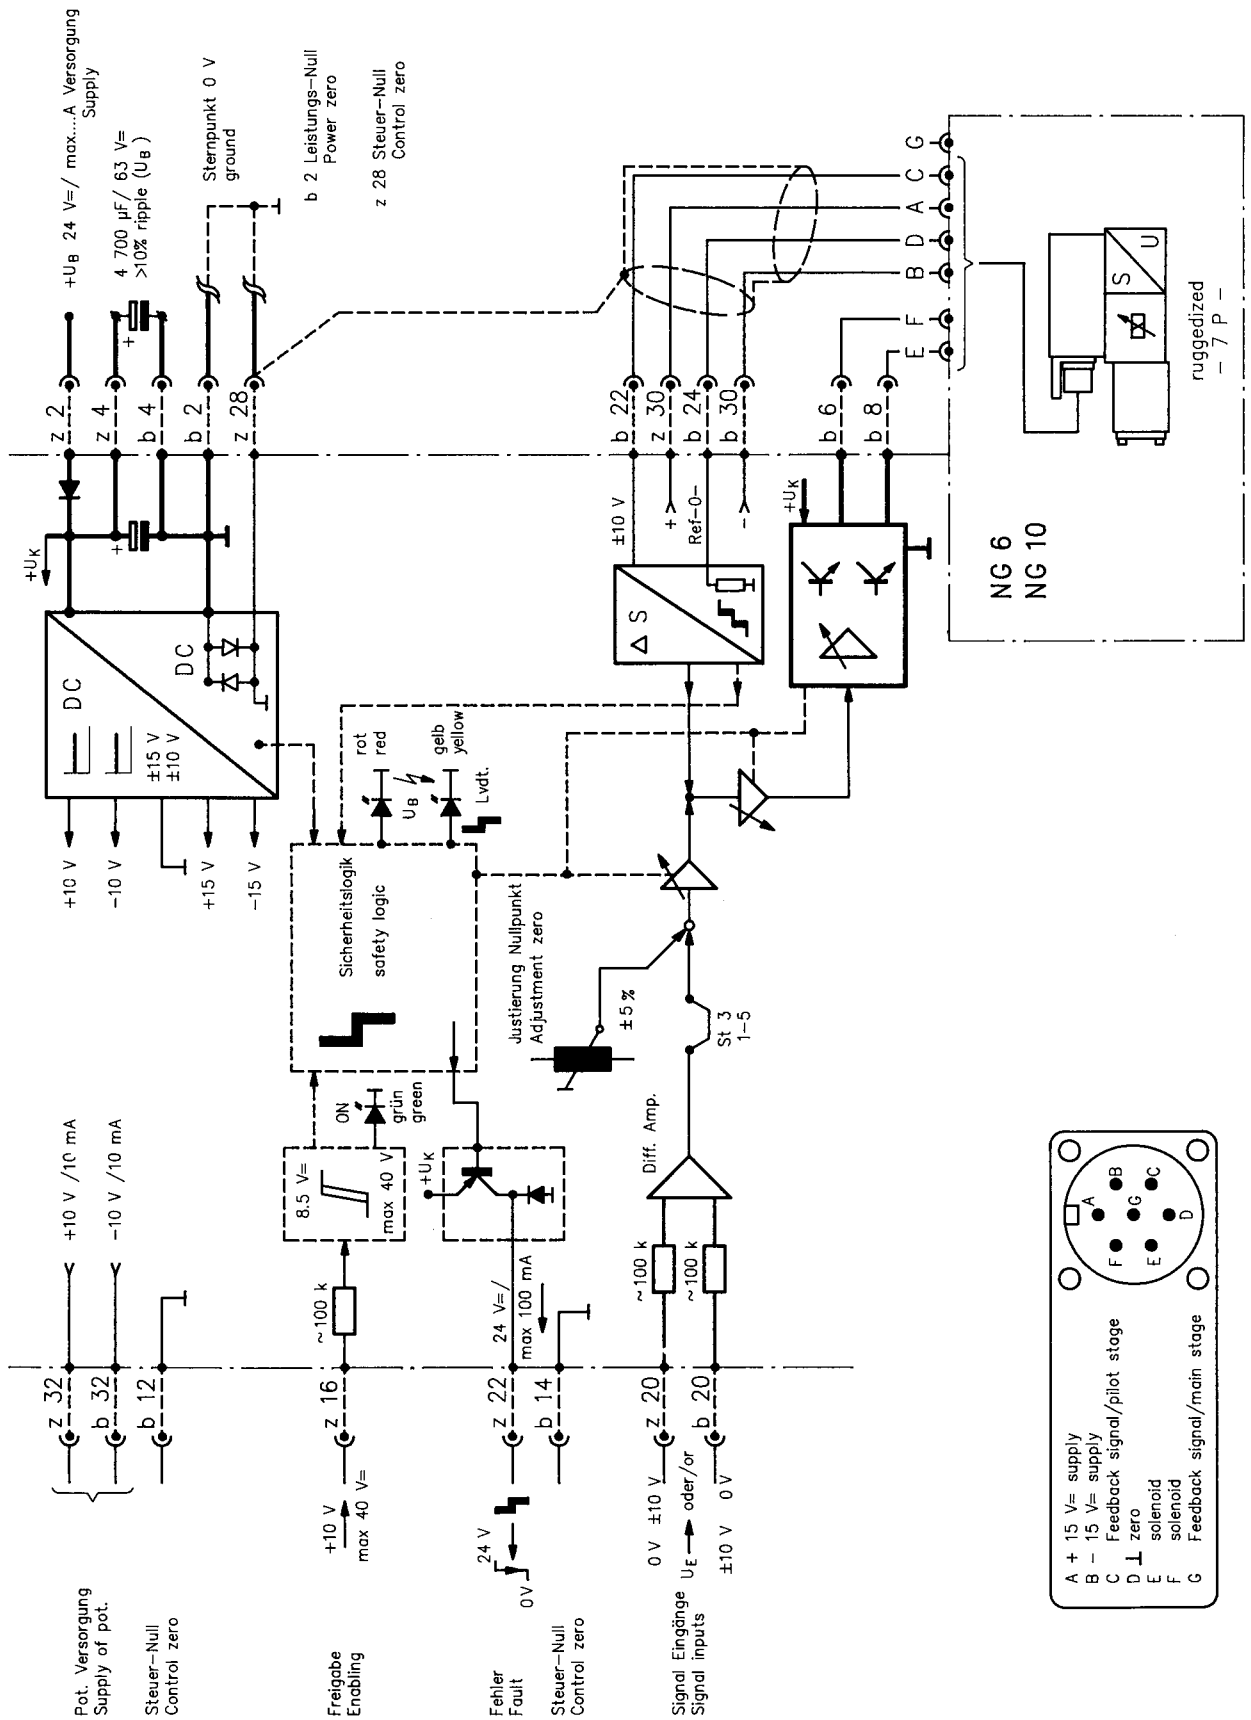 Pot. Versorgung
Supply of pot.
Steuer-Null
Control zero
Freigabe
Enabling
Fehler
Fault
Steuer-Null
Control zero
Signal Eingänge
Signal inputs
+10 V
max 40 V=
24 V
0V
0 V ±10 V
UE oder/or
±10 V 0 V
z 32
b 32
b 12
z 16
z 22
b 14
z 20
b 20
+10 V /10 mA
-10 V /10 mA
~100 k
24 V=/
max 100 mA
~100 k
~100 k
8.5 V=
max 40 V
ON
grün
green
+UK
Diff. Amp.
Sicherheitslogik
safety logic
Justierung Nullpunkt
Adjustment zero
±5%
St 3
1-5
+10 V
-10 V
+15 V
-15 V
DC
DC
±15 V
±10 V
rot
red
UB
gelb
yellow
Lvdt.
+UK
Δ S
±10 V
+
Ref-0-
-
+UK
z 2
z 4
b 4
b 2
z 28
b 22
z 30
b 24
b 30
b 6
b 8
+UB 24 V=/ max....A Versorgung
Supply
4 700 µF/ 63 V=
>10% ripple (UB)
+
+
Sternpunkt 0 V
ground
b 2 Leistungs-Null
Power zero
z 28 Steuer-Null
Control zero
G
C
A
D
B
F
E
S
U
ruggedized
- 7 P -
NG 6
NG 10
A + 15 V= supply
B - 15 V= supply
C Feedback signal/pilot stage
D ⊥ zero
E solenoid
F solenoid
G Feedback signal/main stage
A
B
C
D
E
F
G